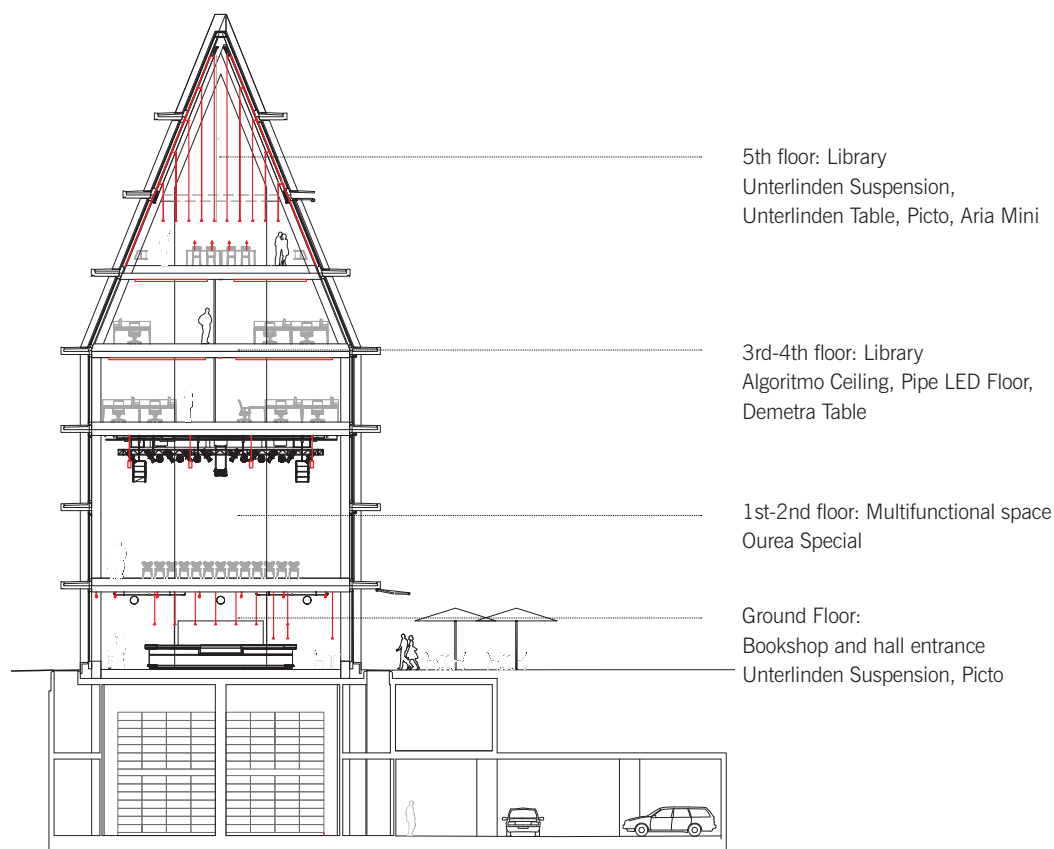 5th floor: Library
Unterlinden Suspension,
Unterlinden Table, Picto, Aria Mini
3rd-4th floor: Library
Algoritmo Ceiling, Pipe LED Floor,
Demetra Table
1st-2nd floor: Multifunctional space
Ourea Special
Ground Floor:
Bookshop and hall entrance
Unterlinden Suspension, Picto